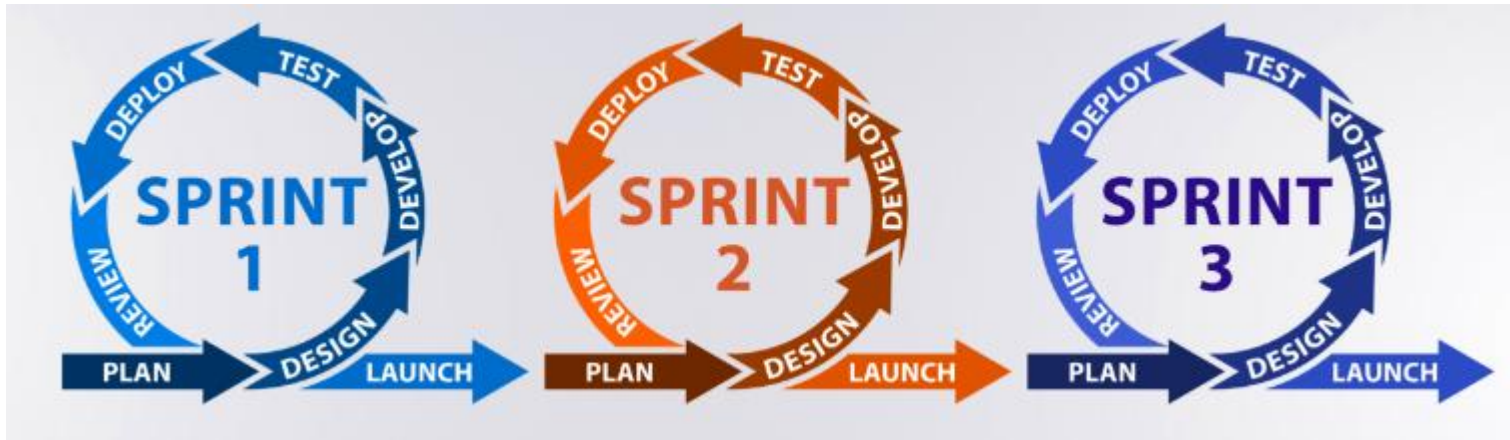 SPRINT
1
PLAN
DESIGN
DEVELOP
TEST
DEPLOY
REVIEW
LAUNCH
SPRINT
2
PLAN
DESIGN
DEVELOP
TEST
DEPLOY
REVIEW
LAUNCH
SPRINT
3
PLAN
DESIGN
DEVELOP
TEST
DEPLOY
REVIEW
LAUNCH